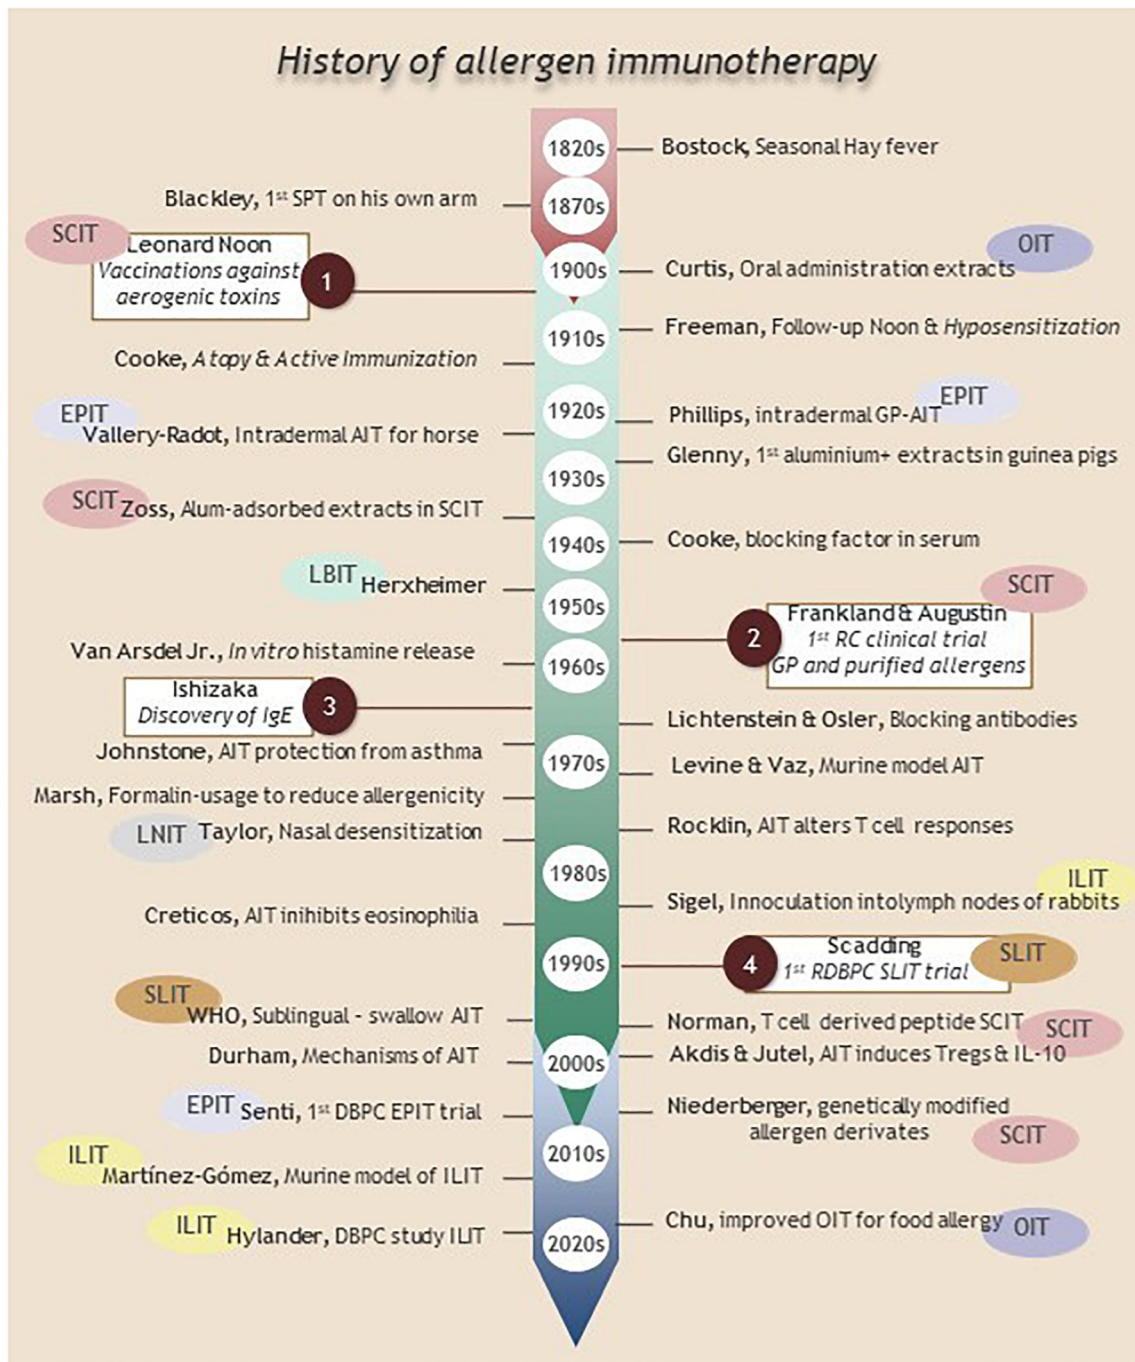 History of allergen immunotherapy
1820s
Bostock, Seasonal Hay fever
Blackley, 1st SPT on his own arm
1870s
SCIT
Leonard Noon
Vaccinations against
aerogenic toxins
1
OIT
1900s
Curtis, Oral administration extracts
1910s
Freeman, Follow-up Noon & Hyposensitization
Cooke, Atopy & Active Immunization
EPIT
1920s
EPIT
Phillips, intradermal GP-AIT
Vallery-Radot, Intradermal AIT for horse
Glenny, 1st aluminium+ extracts in guinea pigs
1930s
SCIT
Zoss, Alum-adsorbed extracts in SCIT
1940s
Cooke, blocking factor in serum
LBIT
Herxheimer
1950s
SCIT
2
Frankland & Augustin
1st RC clinical trial
GP and purified allergens
Van Arsdel Jr., In vitro histamine release
1960s
Ishizaka
Discovery of IgE
3
Lichtenstein & Osler, Blocking antibodies
Johnstone, AIT protection from asthma
1970s
Levine & Vaz, Murine model AIT
Marsh, Formalin-usage to reduce allergenicity
LNIT
Taylor, Nasal desensitization
Rocklin, AIT alters T cell responses
1980s
ILIT
Sigel, Innoculation intolymph nodes of rabbits
Creticos, AIT inihibits eosinophilia
1990s
4
Scadding
1st RDBPC SLIT trial
SLIT
SLIT
WHO, Sublingual - swallow AIT
Norman, T cell derived peptide SCIT
SCIT
Durham, Mechanisms of AIT
2000s
Akdis & Jutel, AIT induces Tregs & IL-10
EPIT
Senti, 1st DBPC EPIT trial
Niederberger, genetically modified
allergen derivates
SCIT
2010s
ILIT
Martínez-Gómez, Murine model of ILIT
ILIT
Hylander, DBPC study ILIT
2020s
Chu, improved OIT for food allergy
OIT